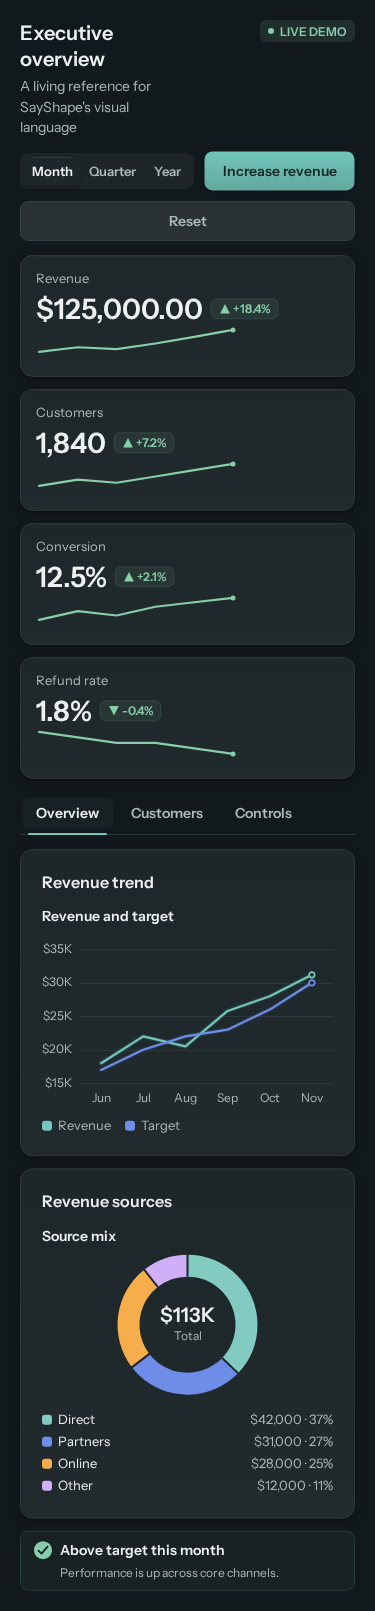 Executive
overview
LIVE DEMO
A living reference for
SayShape's visual
language
Month Quarter Year
Increase revenue
Reset
Revenue
$125,000.00 ▲ +18.4%
Customers
1,840 ▲ +7.2%
Conversion
12.5% ▲ +2.1%
Refund rate
1.8% ▼ -0.4%
Overview Customers Controls
Revenue trend
Revenue and target
$35K
$30K
$25K
$20K
$15K
Jun Jul Aug Sep Oct Nov
Revenue Target
Revenue sources
Source mix
$113K
Total
Direct $42,000 · 37%
Partners $31,000 · 27%
Online $28,000 · 25%
Other $12,000 · 11%
Above target this month
Performance is up across core channels.